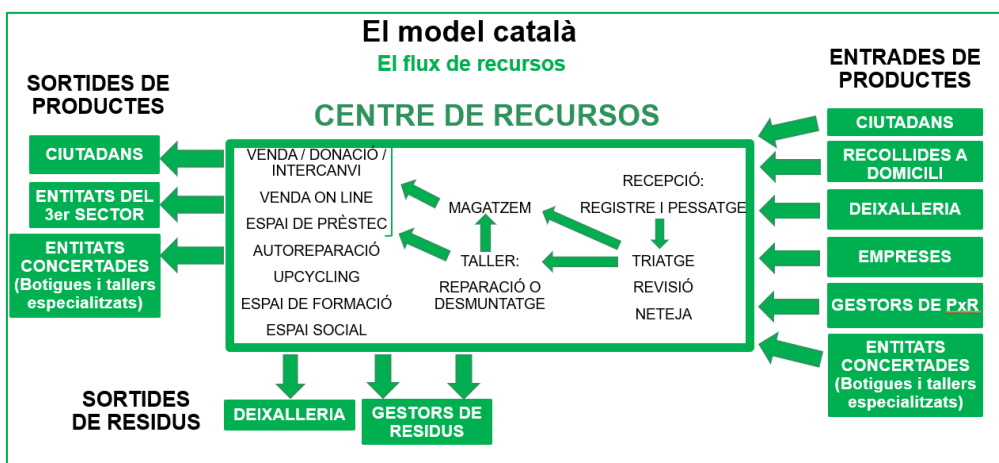 El model català
El flux de recursos
SORTIDES DE
PRODUCTES
CIUTADANS
ENTITATS DEL
3er SECTOR
ENTITATS
CONCERTADES
(Botigues i tallers
especialitzats)
CENTRE DE RECURSOS
VENDA / DONACIÓ /
INTERCANVI
VENDA ON LINE
ESPAI DE PRÈSTEC
AUTOREPARACIÓ
UPCYCLING
ESPAI DE FORMACIÓ
ESPAI SOCIAL
MAGATZEM
TALLER:
REPARACIÓ O
DESMUNTATGE
RECEPCIÓ:
REGISTRE I PESSATGE
TRIATGE
REVISIÓ
NETEJA
ENTRADES DE
PRODUCTES
CIUTADANS
RECOLLIDES A
DOMICILI
DEIXALLERIA
EMPRESES
GESTORS DE PxR
ENTITATS
CONCERTADES
(Botigues i tallers
especialitzats)
SORTIDES
DE RESIDUS
DEIXALLERIA
GESTORS DE
RESIDUS